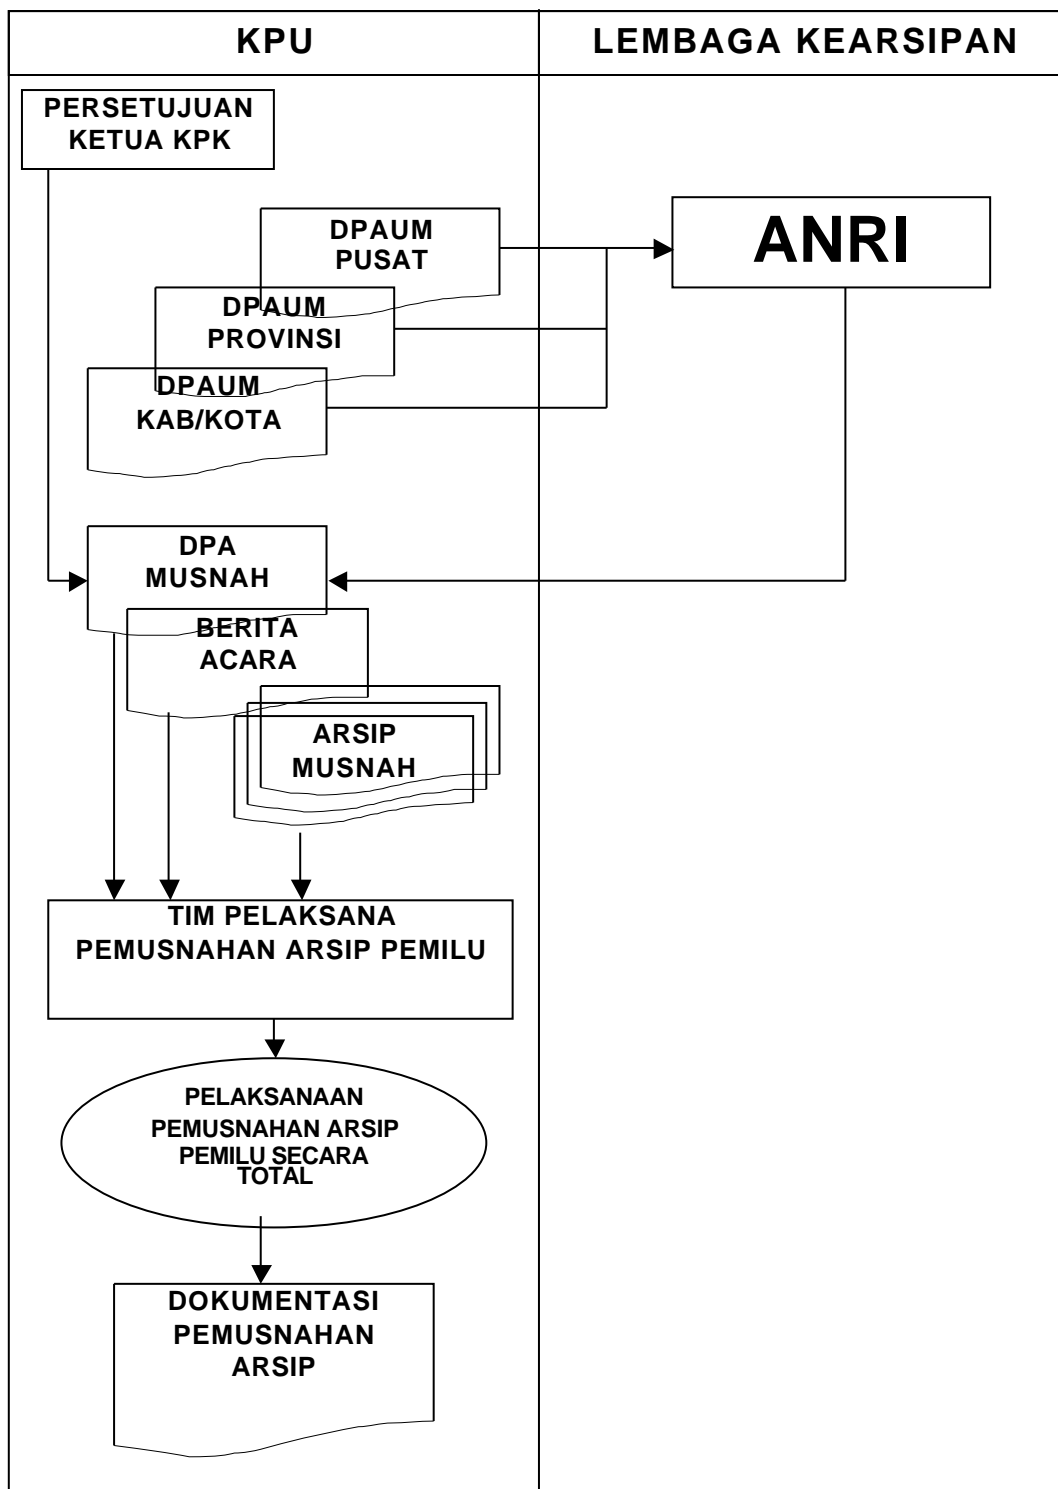 KPU
LEMBAGA KEARSIPAN
PERSETUJUAN
KETUA KPK
DPAUM
PUSAT
ANRI
DPAUM
PROVINSI
DPAUM
KAB/KOTA
DPA
MUSNAH
BERITA
ACARA
ARSIP
MUSNAH
TIM PELAKSANA
PEMUSNAHAN ARSIP PEMILU
PELAKSANAAN
PEMUSNAHAN ARSIP
PEMILU SECARA
TOTAL
DOKUMENTASI
PEMUSNAHAN
ARSIP